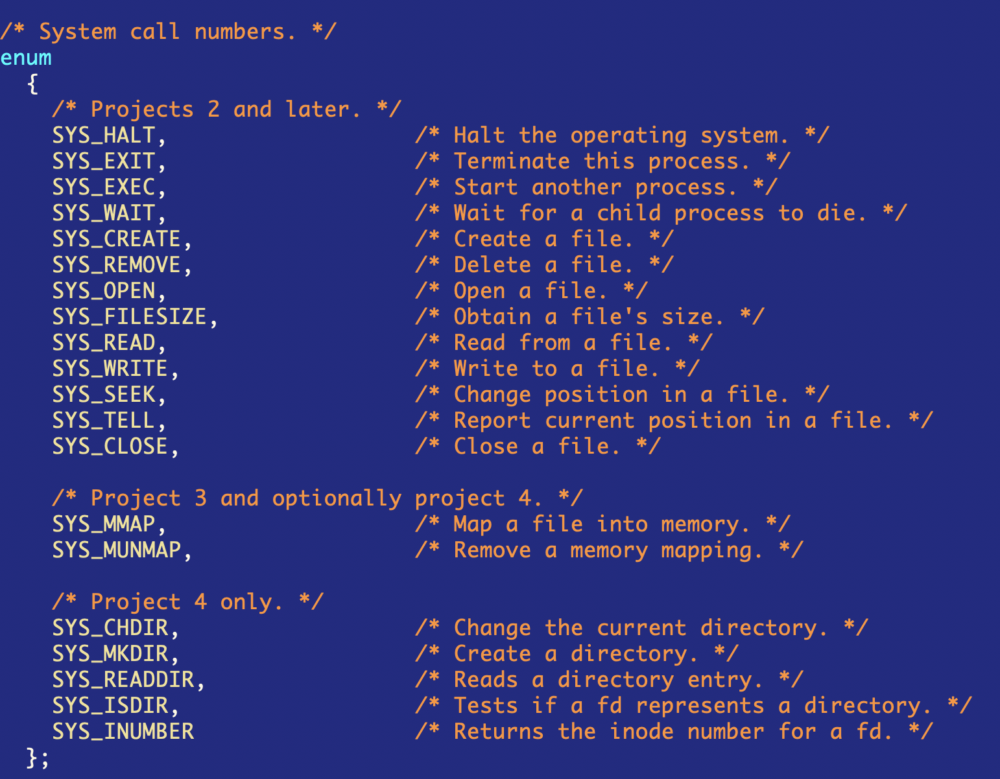 /* System call numbers. */
enum
  {
    /* Projects 2 and later. */
    SYS_HALT,                   /* Halt the operating system. */
    SYS_EXIT,                   /* Terminate this process. */
    SYS_EXEC,                   /* Start another process. */
    SYS_WAIT,                   /* Wait for a child process to die. */
    SYS_CREATE,                 /* Create a file. */
    SYS_REMOVE,                 /* Delete a file. */
    SYS_OPEN,                   /* Open a file. */
    SYS_FILESIZE,               /* Obtain a file's size. */
    SYS_READ,                   /* Read from a file. */
    SYS_WRITE,                  /* Write to a file. */
    SYS_SEEK,                   /* Change position in a file. */
    SYS_TELL,                   /* Report current position in a file. */
    SYS_CLOSE,                  /* Close a file. */

    /* Project 3 and optionally project 4. */
    SYS_MMAP,                   /* Map a file into memory. */
    SYS_MUNMAP,                 /* Remove a memory mapping. */

    /* Project 4 only. */
    SYS_CHDIR,                  /* Change the current directory. */
    SYS_MKDIR,                  /* Create a directory. */
    SYS_READDIR,                /* Reads a directory entry. */
    SYS_ISDIR,                  /* Tests if a fd represents a directory. */
    SYS_INUMBER                 /* Returns the inode number for a fd. */
  };